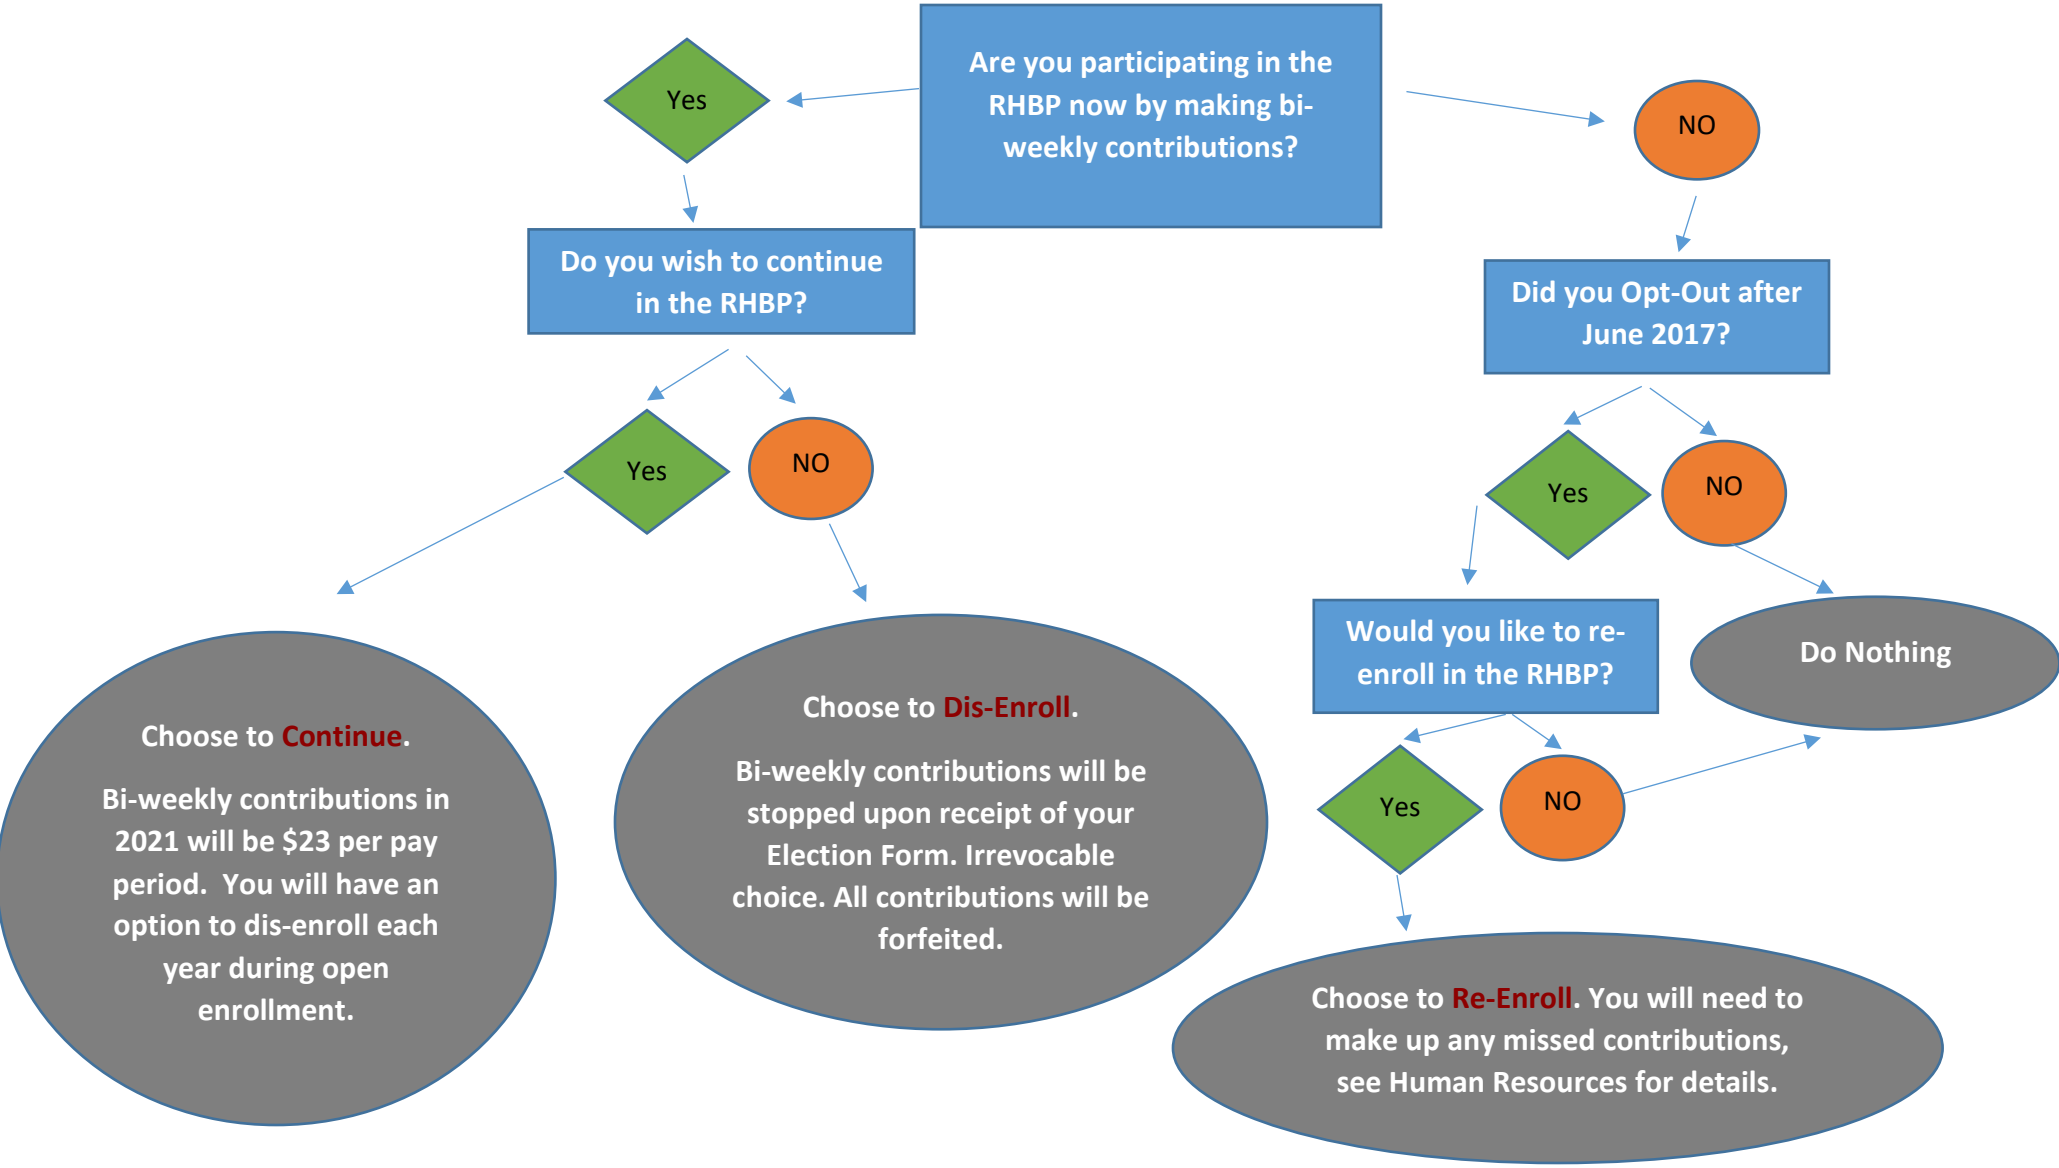 Are you participating in the
RHBP now by making bi-
weekly contributions?
Yes
NO
Do you wish to continue
in the RHBP?
Did you Opt-Out after
June 2017?
Yes
NO
Yes
NO
Would you like to re-
enroll in the RHBP?
Do Nothing
Choose to Continue.
Bi-weekly contributions in
2021 will be $23 per pay
period.  You will have an
option to dis-enroll each
year during open
enrollment.
Choose to Dis-Enroll.
Bi-weekly contributions will be
stopped upon receipt of your
Election Form. Irrevocable
choice. All contributions will be
forfeited.
Yes
NO
Choose to Re-Enroll. You will need to
make up any missed contributions,
see Human Resources for details.